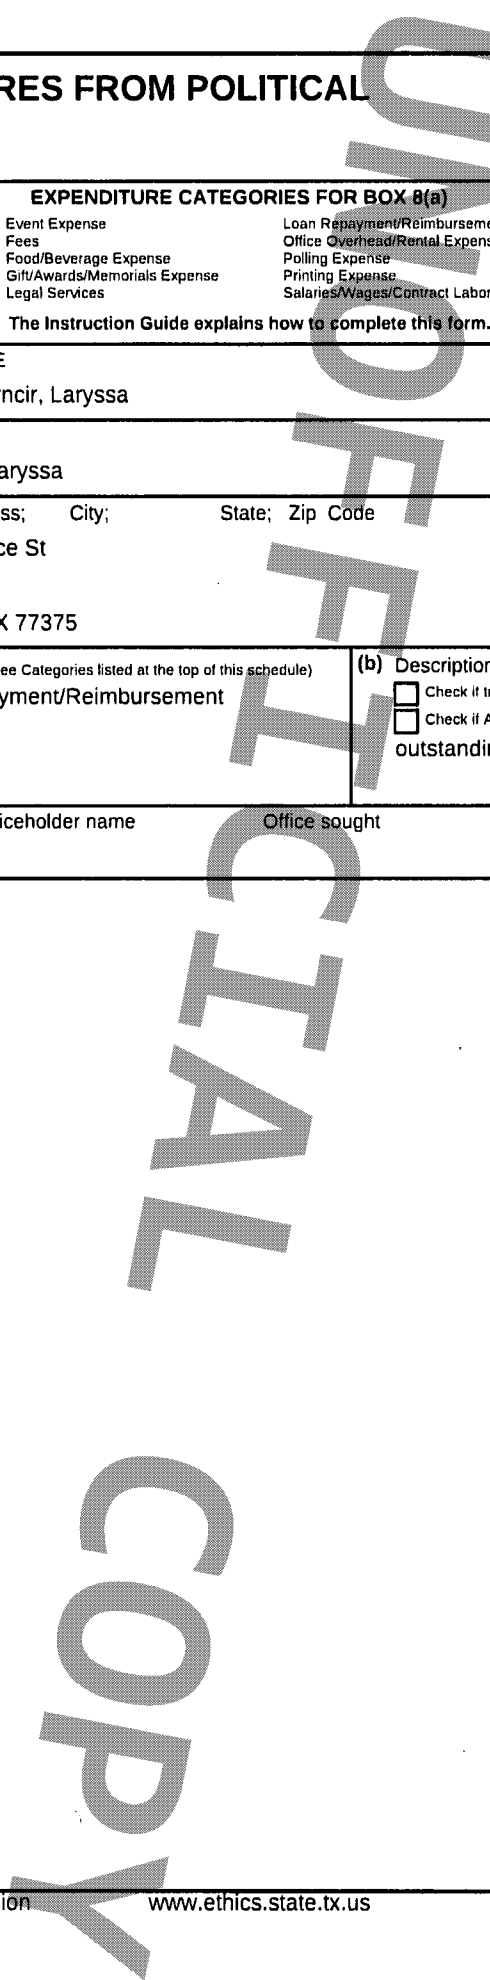 RES FROM POLITICAL
EXPENDITURE CATEGORIES FOR BOX 8(a)
Event Expense Loan Repayment/Reimburseme
Fees Office Overhead/Rental Expens
Food/Beverage Expense Polling Expense
Gift/Awards/Memorials Expense Printing Expense
Legal Services Salaries/Wages/Contract Labor
The Instruction Guide explains how to complete this form.
E
ncir, Laryssa
aryssa
ss; City; State; Zip Code
ce St
X 77375
ee Categories listed at the top of this schedule) (b) Description
yment/Reimbursement Check if t
Check if A
outstandin
iceholder name Office sought
ion www.ethics.state.tx.us
UNOFFICIAL COPY